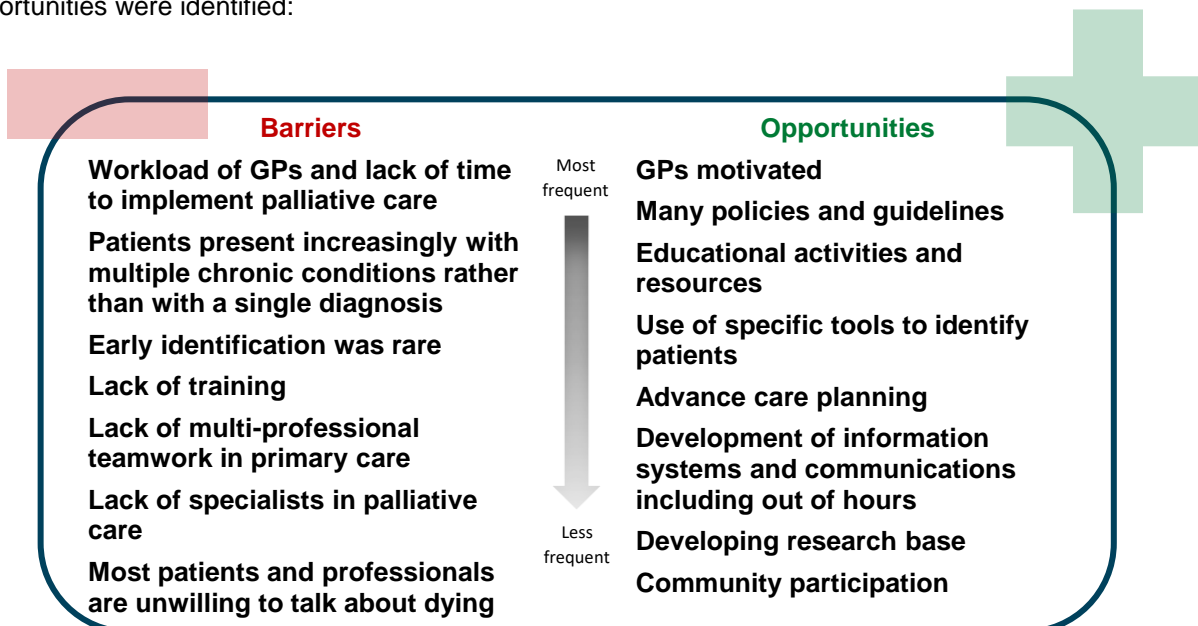 ortunities were identified:
Barriers
Workload of GPs and lack of time
to implement palliative care
Patients present increasingly with
multiple chronic conditions rather
than with a single diagnosis
Early identification was rare
Lack of training
Lack of multi-professional
teamwork in primary care
Lack of specialists in palliative
care
Most patients and professionals
are unwilling to talk about dying
Most
frequent
Less
frequent
Opportunities
GPs motivated
Many policies and guidelines
Educational activities and
resources
Use of specific tools to identify
patients
Advance care planning
Development of information
systems and communications
including out of hours
Developing research base
Community participation